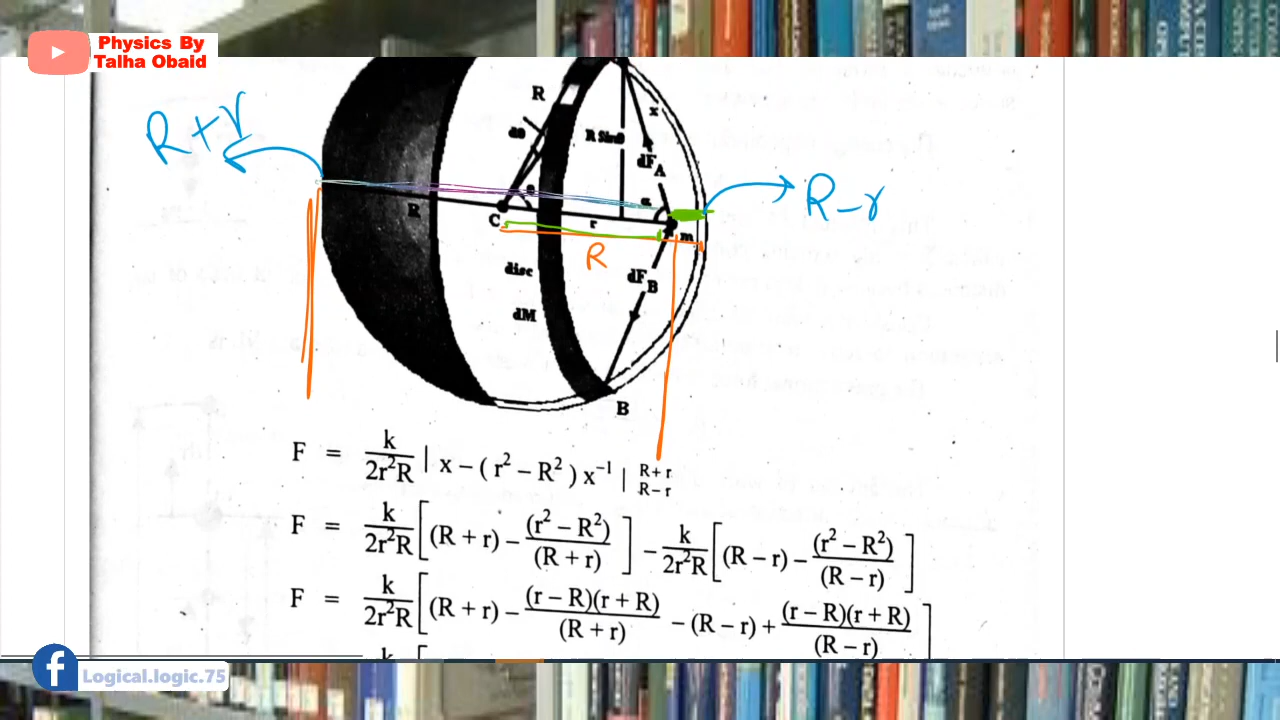 Physics By
Talha Obaid
R+r
R
x
dθ
R Sinθ
dF_A
θ
α
R
C
r
m
R-r
R
disc
dF_B
dM
B
F = k/2r²R | x – ( r² – R² ) x⁻¹ | R+r R–r
F = k/2r²R [ (R + r) – (r² – R²)/(R + r) ] – k/2r²R [ (R – r) – (r² – R²)/(R – r) ]
F = k/2r²R [ (R + r) – (r – R)(r + R)/(R + r) – (R – r) + (r – R)(r + R)/(R – r) ]
Logical.logic.75